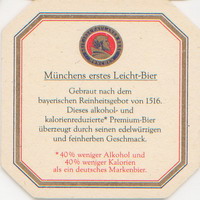 Münchens erstes Leicht-Bier
Gebraut nach dem
bayerischen Reinheitsgebot von 1516.
Dieses alkohol- und
kalorienreduzierte* Premium-Bier
überzeugt durch seinen edelwürzigen
und feinherben Geschmack.
*40% weniger Alkohol und
40% weniger Kalorien
als ein deutsches Markenbier.